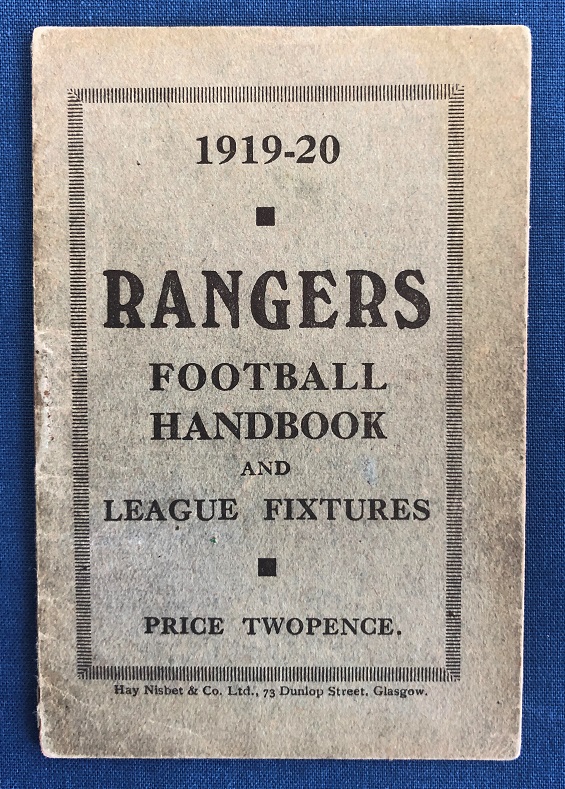 1919-20
RANGERS
FOOTBALL
HANDBOOK
AND
LEAGUE FIXTURES
PRICE TWOPENCE.
Hay Nisbet & Co. Ltd., 73 Dunlop Street, Glasgow.